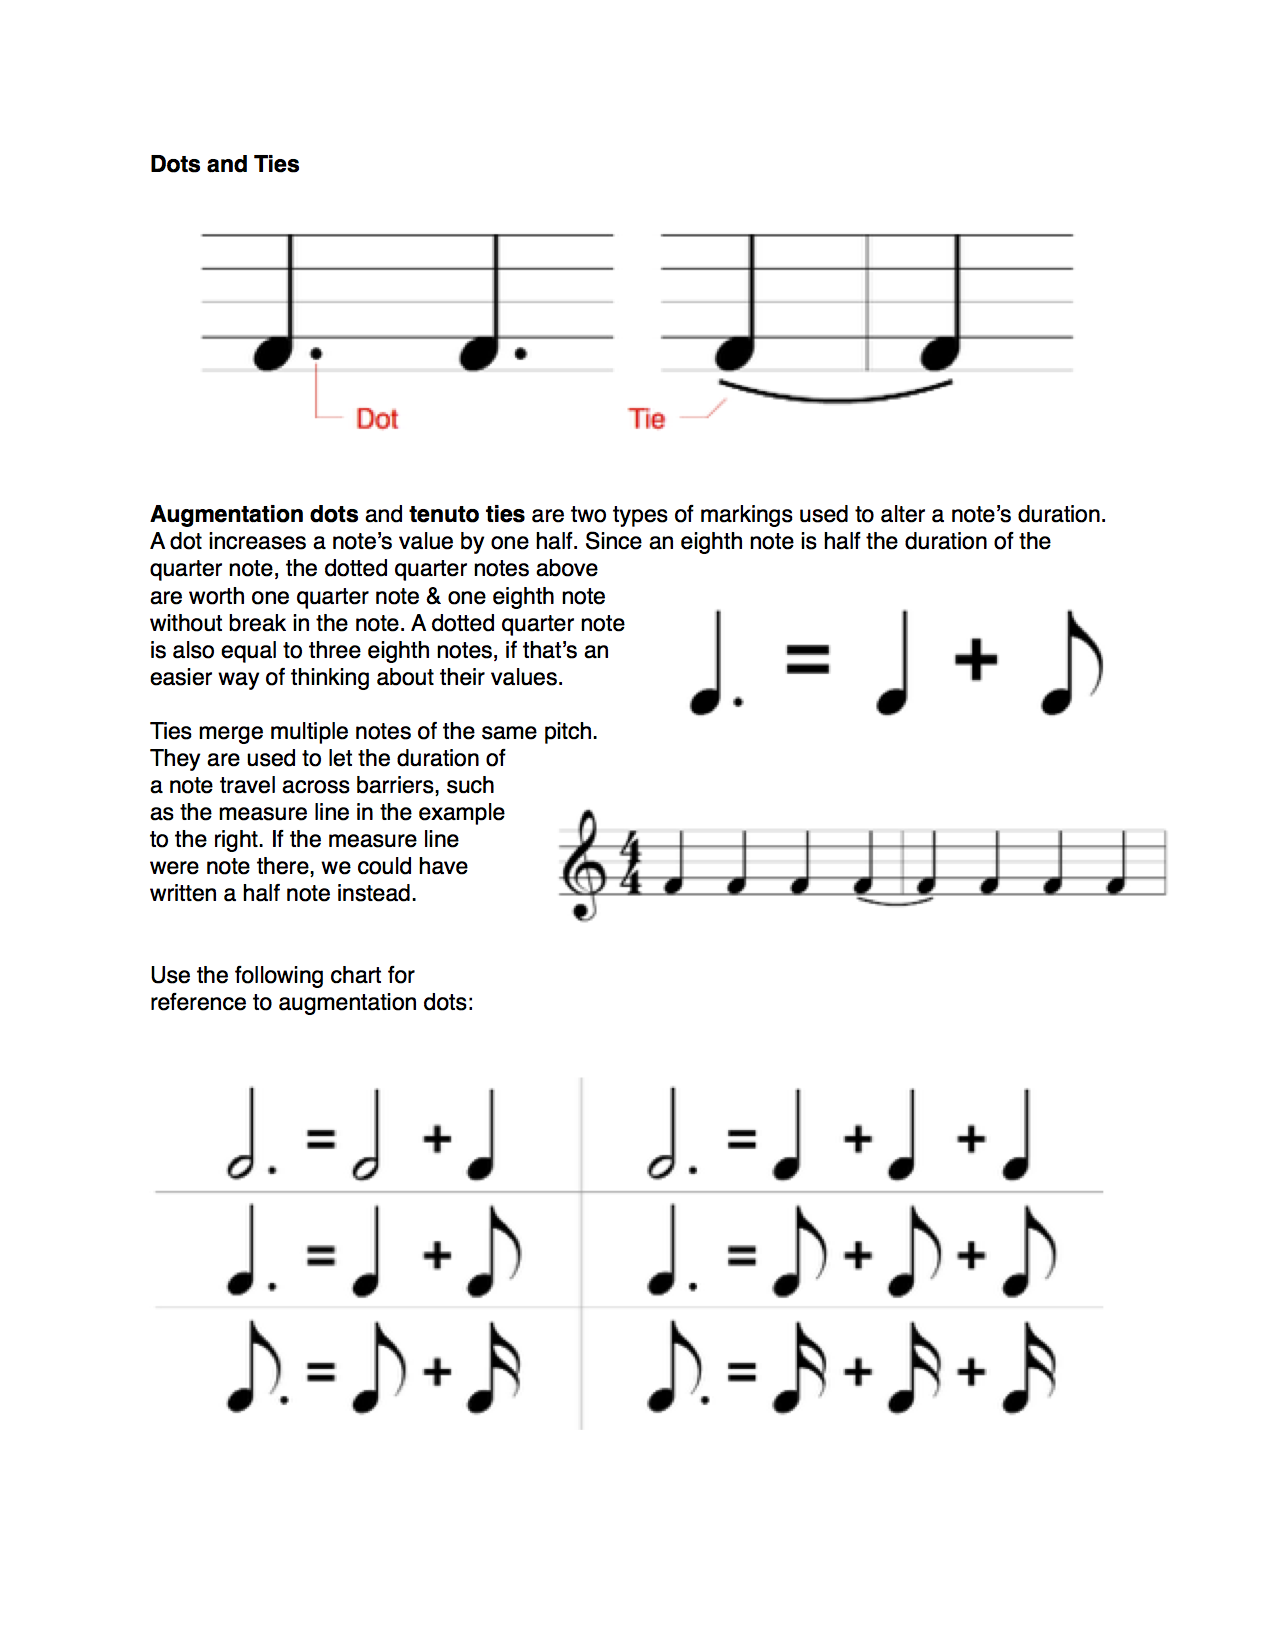 Dots and Ties
Dot
Tie
Augmentation dots and tenuto ties are two types of markings used to alter a note’s duration.
A dot increases a note’s value by one half. Since an eighth note is half the duration of the
quarter note, the dotted quarter notes above
are worth one quarter note & one eighth note
without break in the note. A dotted quarter note
is also equal to three eighth notes, if that’s an
easier way of thinking about their values.
= +
Ties merge multiple notes of the same pitch.
They are used to let the duration of
a note travel across barriers, such
as the measure line in the example
to the right. If the measure line
were note there, we could have
written a half note instead.
4
4
Use the following chart for
reference to augmentation dots:
= + = + +
= + = + +
= + = + +